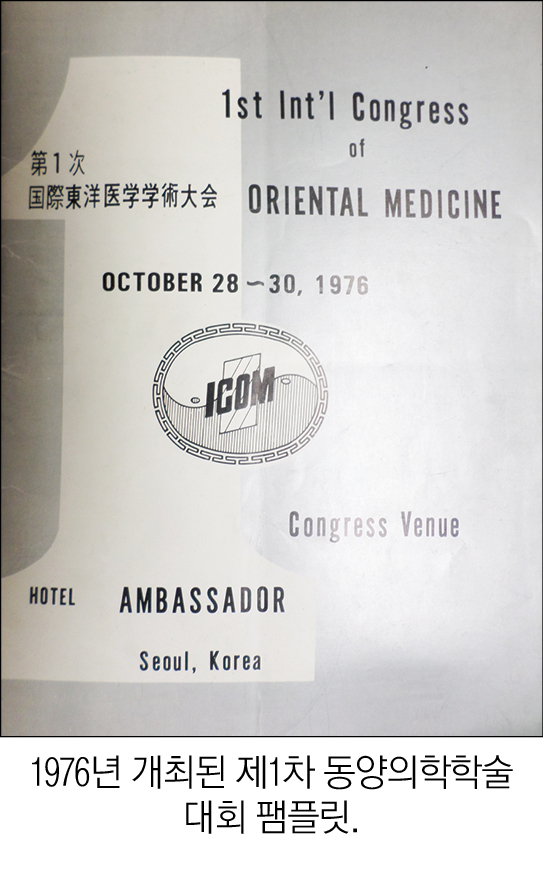 1st Int'l Congress
of
ORIENTAL MEDICINE
第1次
国際東洋医学学術大会
OCTOBER 28~30, 1976
ICOM
Congress Venue
HOTEL AMBASSADOR
Seoul, Korea
1976년 개최된 제1차 동양의학학술
대회 팸플릿.